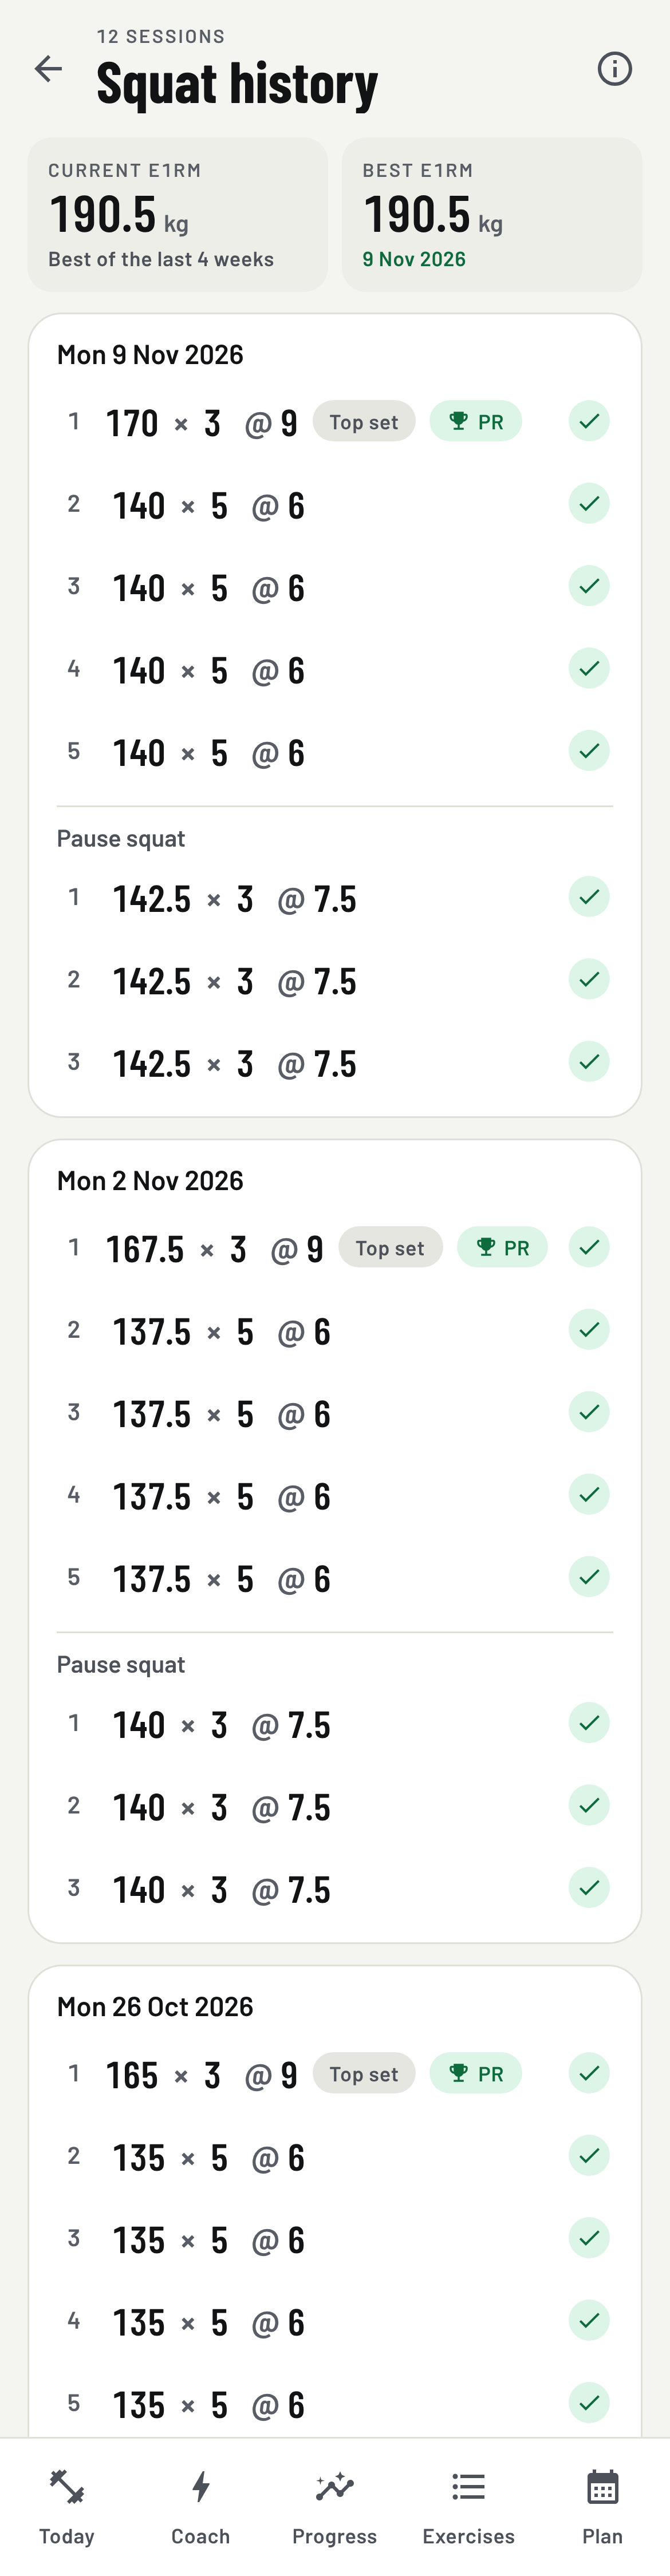 12 SESSIONS
Squat history
CURRENT E1RM
190.5 kg
Best of the last 4 weeks
BEST E1RM
190.5 kg
9 Nov 2026
Mon 9 Nov 2026
1 170 × 3 @ 9 Top set PR
2 140 × 5 @ 6
3 140 × 5 @ 6
4 140 × 5 @ 6
5 140 × 5 @ 6
Pause squat
1 142.5 × 3 @ 7.5
2 142.5 × 3 @ 7.5
3 142.5 × 3 @ 7.5
Mon 2 Nov 2026
1 167.5 × 3 @ 9 Top set PR
2 137.5 × 5 @ 6
3 137.5 × 5 @ 6
4 137.5 × 5 @ 6
5 137.5 × 5 @ 6
Pause squat
1 140 × 3 @ 7.5
2 140 × 3 @ 7.5
3 140 × 3 @ 7.5
Mon 26 Oct 2026
1 165 × 3 @ 9 Top set PR
2 135 × 5 @ 6
3 135 × 5 @ 6
4 135 × 5 @ 6
5 135 × 5 @ 6
Today Coach Progress Exercises Plan